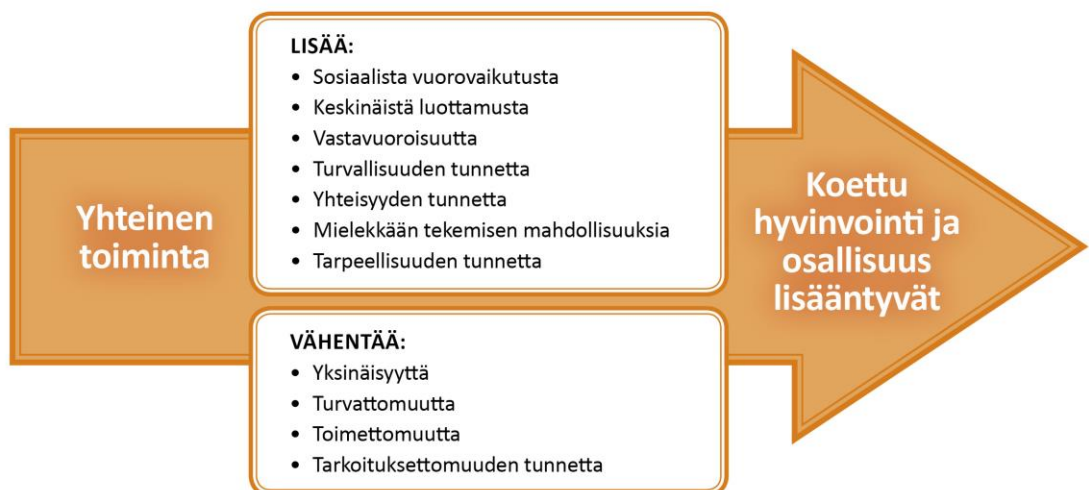 Yhteinen
toiminta
LISÄÄ:
• Sosiaalista vuorovaikutusta
• Keskinäistä luottamusta
• Vastavuoroisuutta
• Turvallisuuden tunnetta
• Yhteisyyden tunnetta
• Mielekkään tekemisen mahdollisuuksia
• Tarpeellisuuden tunnetta
VÄHENTÄÄ:
• Yksinäisyyttä
• Turvattomuutta
• Toimettomuutta
• Tarkoituksettomuuden tunnetta
Koettu
hyvinvointi ja
osallisuus
lisääntyvät